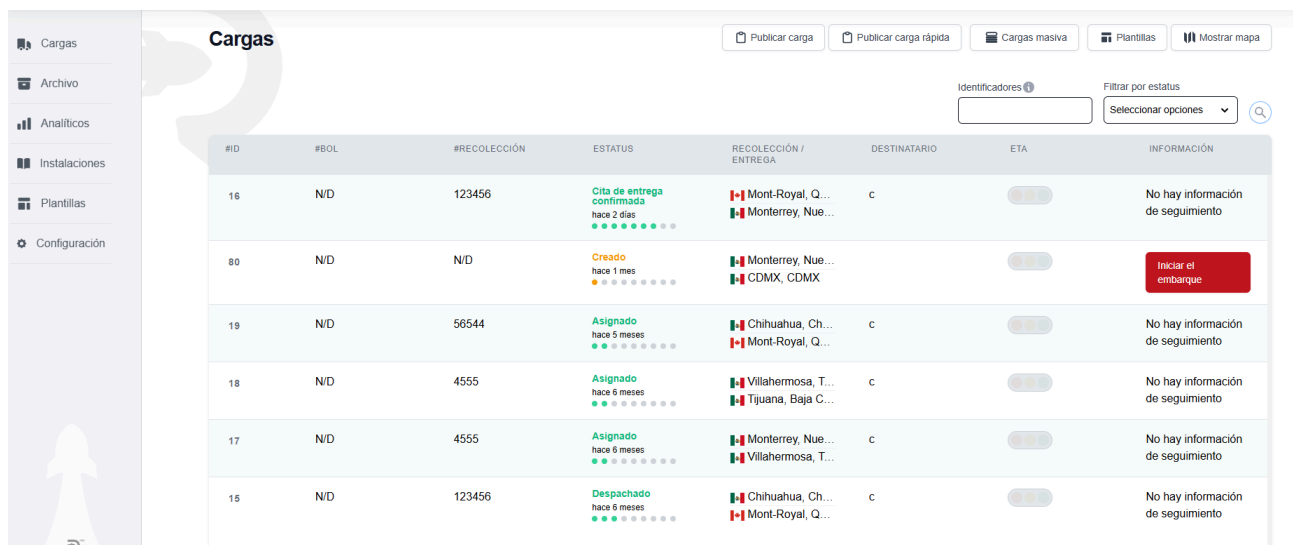 Cargas
Archivo
Analíticos
Instalaciones
Plantillas
Configuración
Cargas
Publicar carga
Publicar carga rápida
Cargas masiva
Plantillas
Mostrar mapa
Identificadores
Filtrar por estatus
Seleccionar opciones
#ID #BOL #RECOLECCIÓN ESTATUS RECOLECCIÓN / DESTINATARIO ETA INFORMACIÓN
ENTREGA
16 N/D 123456 Cita de entrega Mont-Royal, Q... c No hay información
confirmada Monterrey, Nue... de seguimiento
hace 2 días
80 N/D N/D Creado Monterrey, Nue... Iniciar el
hace 1 mes CDMX, CDMX embarque
19 N/D 56544 Asignado Chihuahua, Ch... c No hay información
hace 5 meses Mont-Royal, Q... de seguimiento
18 N/D 4555 Asignado Villahermosa, T... c No hay información
hace 6 meses Tijuana, Baja C... de seguimiento
17 N/D 4555 Asignado Monterrey, Nue... c No hay información
hace 6 meses Villahermosa, T... de seguimiento
15 N/D 123456 Despachado Chihuahua, Ch... c No hay información
hace 6 meses Mont-Royal, Q... de seguimiento